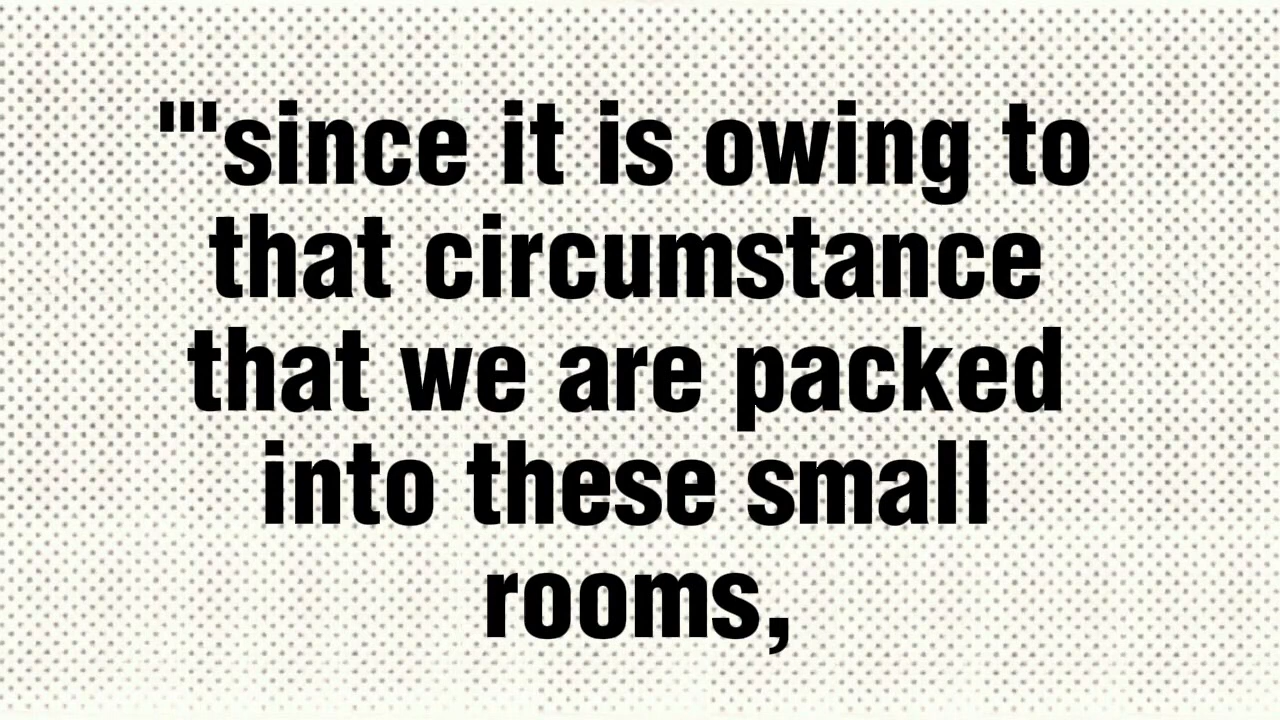 "'since it is owing to
that circumstance
that we are packed
into these small
rooms,